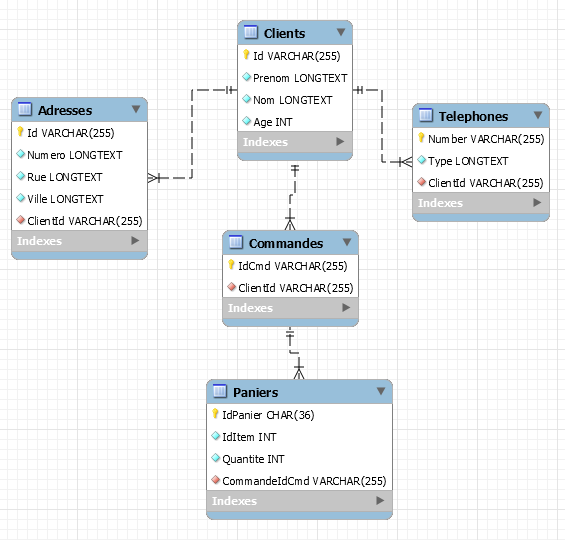 Clients
Id VARCHAR(255)
Prenom LONGTEXT
Nom LONGTEXT
Age INT
Indexes
Adresses
Id VARCHAR(255)
Numero LONGTEXT
Rue LONGTEXT
Ville LONGTEXT
ClientId VARCHAR(255)
Indexes
Telephones
Number VARCHAR(255)
Type LONGTEXT
ClientId VARCHAR(255)
Indexes
Commandes
IdCmd VARCHAR(255)
ClientId VARCHAR(255)
Indexes
Paniers
IdPanier CHAR(36)
IdItem INT
Quantite INT
CommandeIdCmd VARCHAR(255)
Indexes